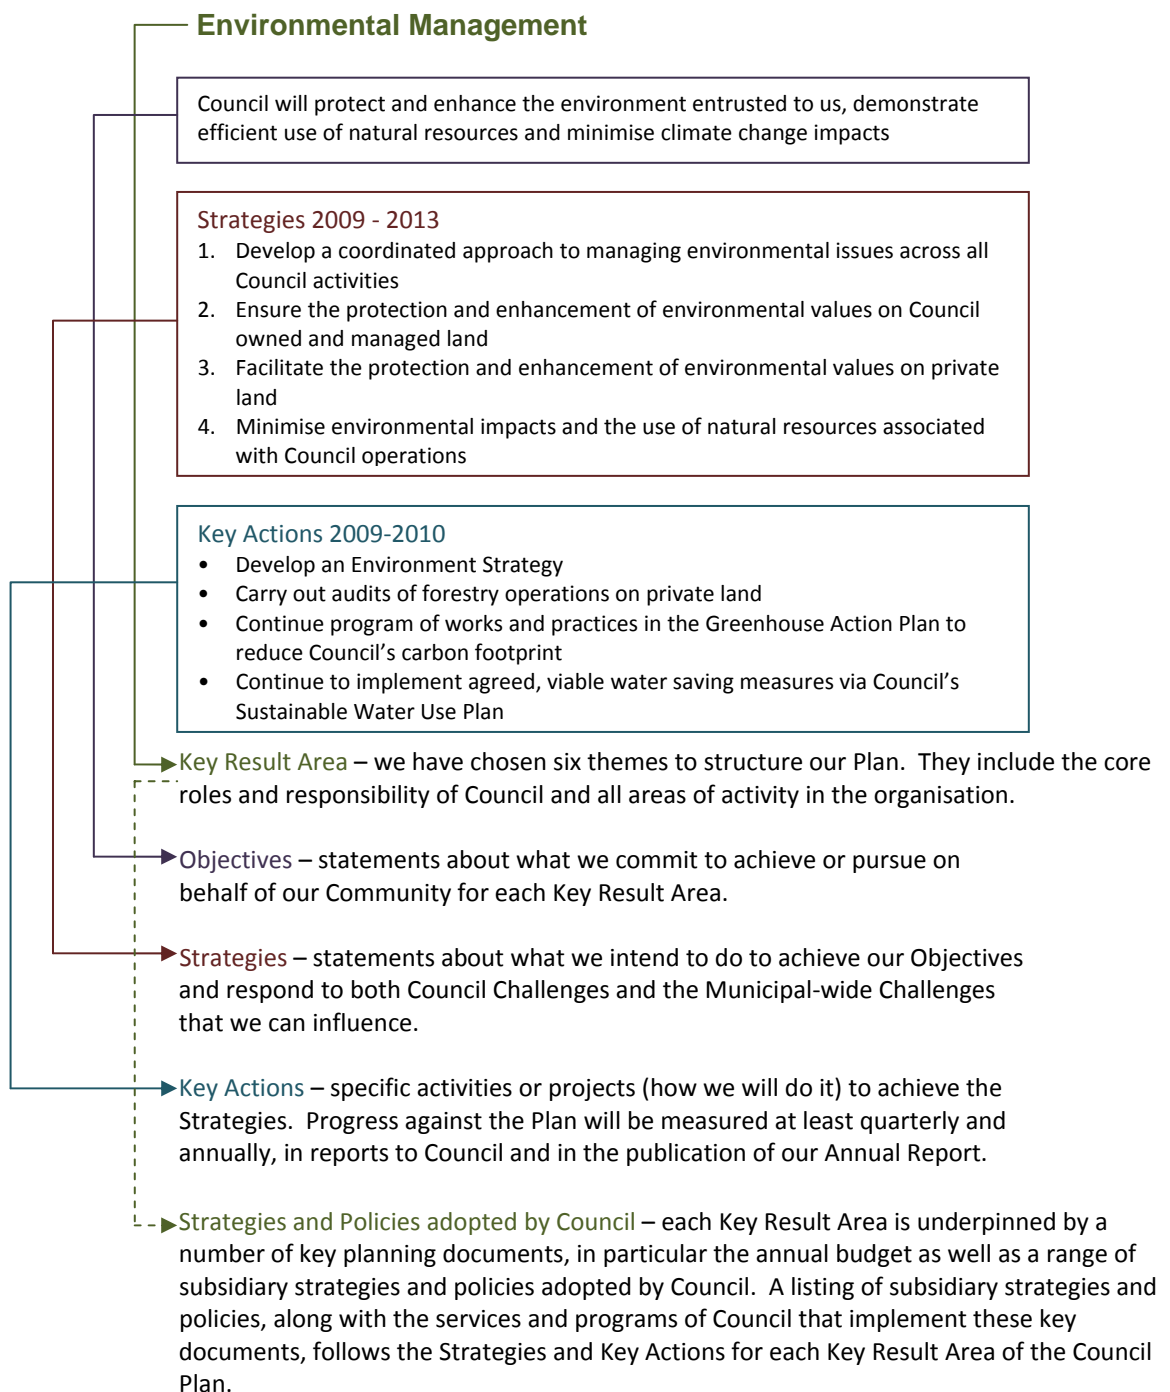 Environmental Management
Council will protect and enhance the environment entrusted to us, demonstrate
efficient use of natural resources and minimise climate change impacts
Strategies 2009 - 2013
1. Develop a coordinated approach to managing environmental issues across all
Council activities
2. Ensure the protection and enhancement of environmental values on Council
owned and managed land
3. Facilitate the protection and enhancement of environmental values on private
land
4. Minimise environmental impacts and the use of natural resources associated
with Council operations
Key Actions 2009-2010
• Develop an Environment Strategy
• Carry out audits of forestry operations on private land
• Continue program of works and practices in the Greenhouse Action Plan to
reduce Council’s carbon footprint
• Continue to implement agreed, viable water saving measures via Council’s
Sustainable Water Use Plan
Key Result Area – we have chosen six themes to structure our Plan. They include the core
roles and responsibility of Council and all areas of activity in the organisation.
Objectives – statements about what we commit to achieve or pursue on
behalf of our Community for each Key Result Area.
Strategies – statements about what we intend to do to achieve our Objectives
and respond to both Council Challenges and the Municipal-wide Challenges
that we can influence.
Key Actions – specific activities or projects (how we will do it) to achieve the
Strategies. Progress against the Plan will be measured at least quarterly and
annually, in reports to Council and in the publication of our Annual Report.
Strategies and Policies adopted by Council – each Key Result Area is underpinned by a
number of key planning documents, in particular the annual budget as well as a range of
subsidiary strategies and policies adopted by Council. A listing of subsidiary strategies and
policies, along with the services and programs of Council that implement these key
documents, follows the Strategies and Key Actions for each Key Result Area of the Council
Plan.